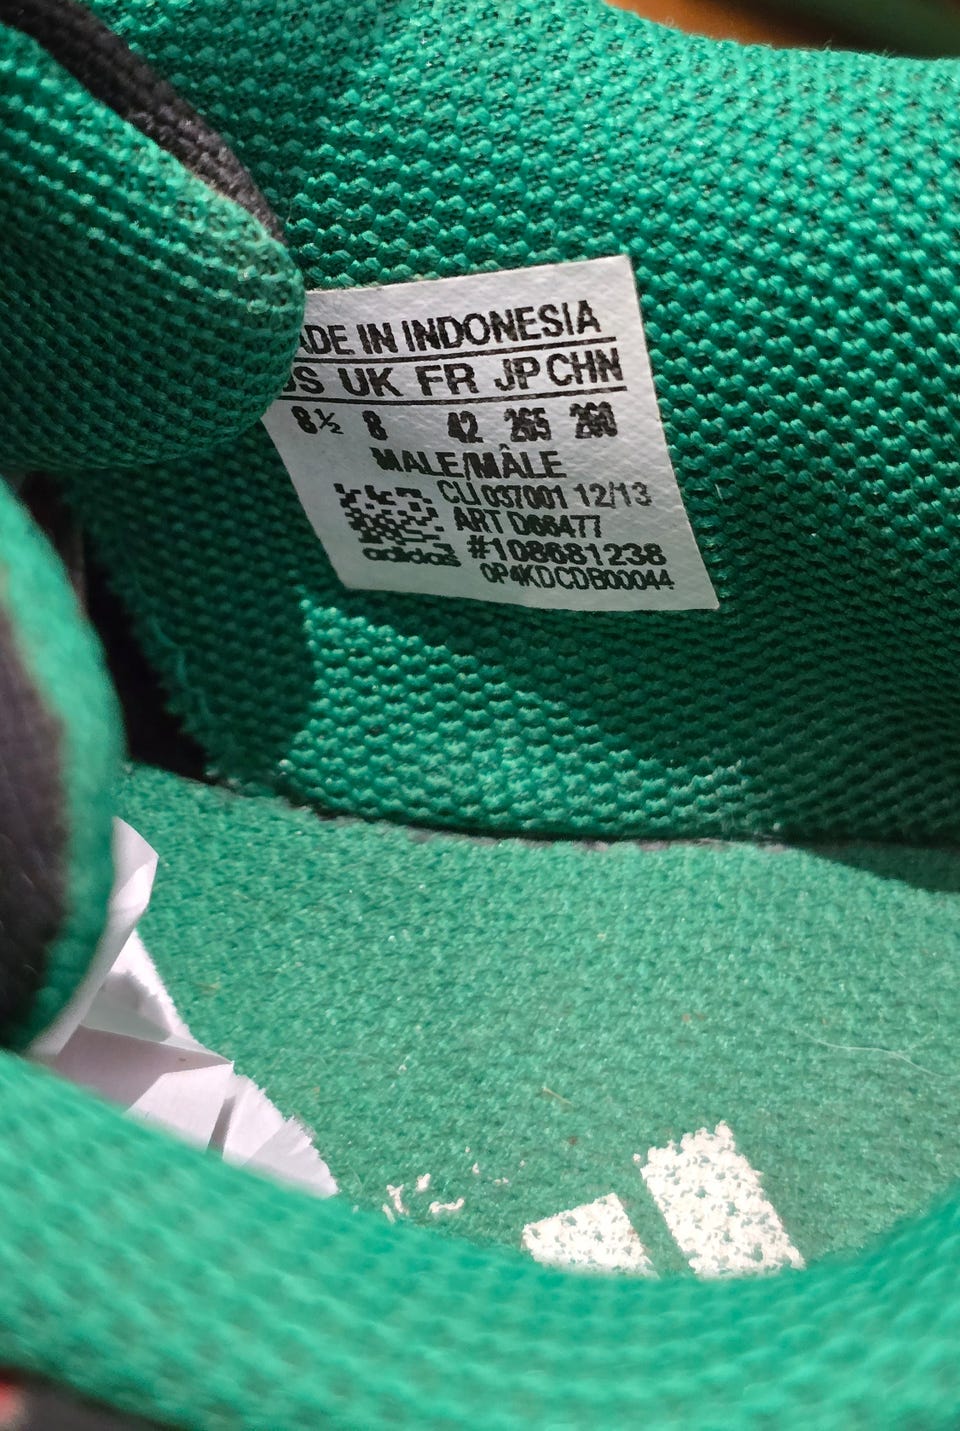 ADE IN INDONESIA
US UK FR JP CHN
8½ 8 42 265 260
MALE/MÂLE
CLI 037001 12/13
ART D66477
#108681238
0P4KDCDB00044
adidas